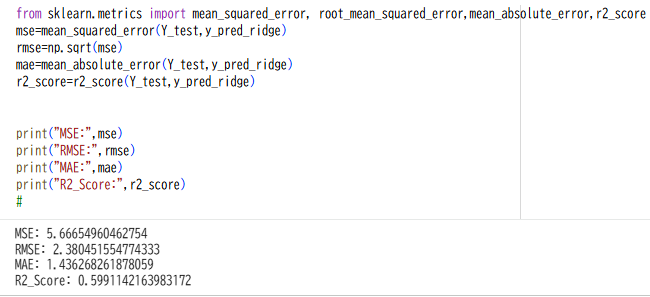 from sklearn.metrics import mean_squared_error, root_mean_squared_error,mean_absolute_error,r2_score
mse=mean_squared_error(Y_test,y_pred_ridge)
rmse=np.sqrt(mse)
mae=mean_absolute_error(Y_test,y_pred_ridge)
r2_score=r2_score(Y_test,y_pred_ridge)
print("MSE:",mse)
print("RMSE:",rmse)
print("MAE:",mae)
print("R2_Score:",r2_score)
#
MSE: 5.66654960462754
RMSE: 2.380451554774333
MAE: 1.436268261878059
R2_Score: 0.5991142163983172